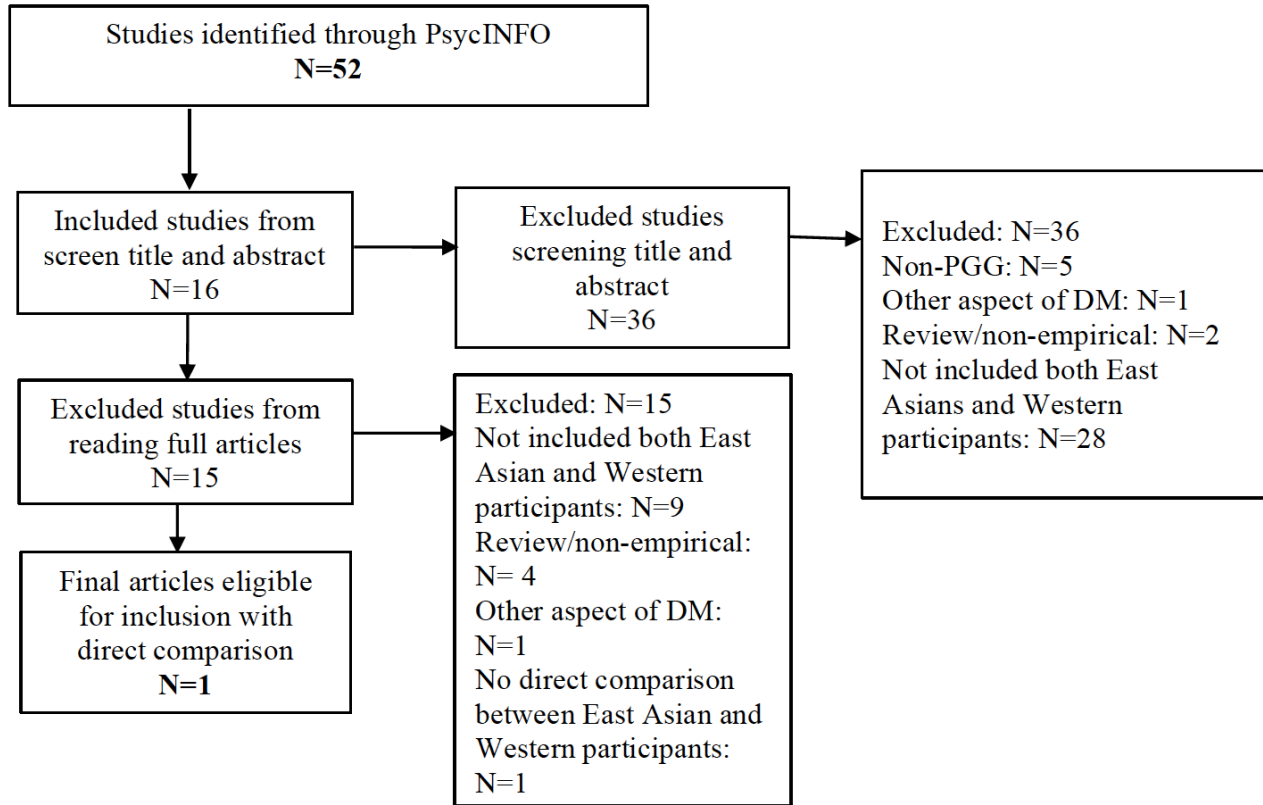 Studies identified through PsycINFO
N=52
Included studies from
screen title and abstract
N=16
Excluded studies
screening title and
abstract
N=36
Excluded: N=36
Non-PGG: N=5
Other aspect of DM: N=1
Review/non-empirical: N=2
Not included both East
Asians and Western
participants: N=28
Excluded studies from
reading full articles
N=15
Excluded: N=15
Not included both East
Asian and Western
participants: N=9
Review/non-empirical:
N= 4
Other aspect of DM:
N=1
No direct comparison
between East Asian and
Western participants:
N=1
Final articles eligible
for inclusion with
direct comparison
N=1